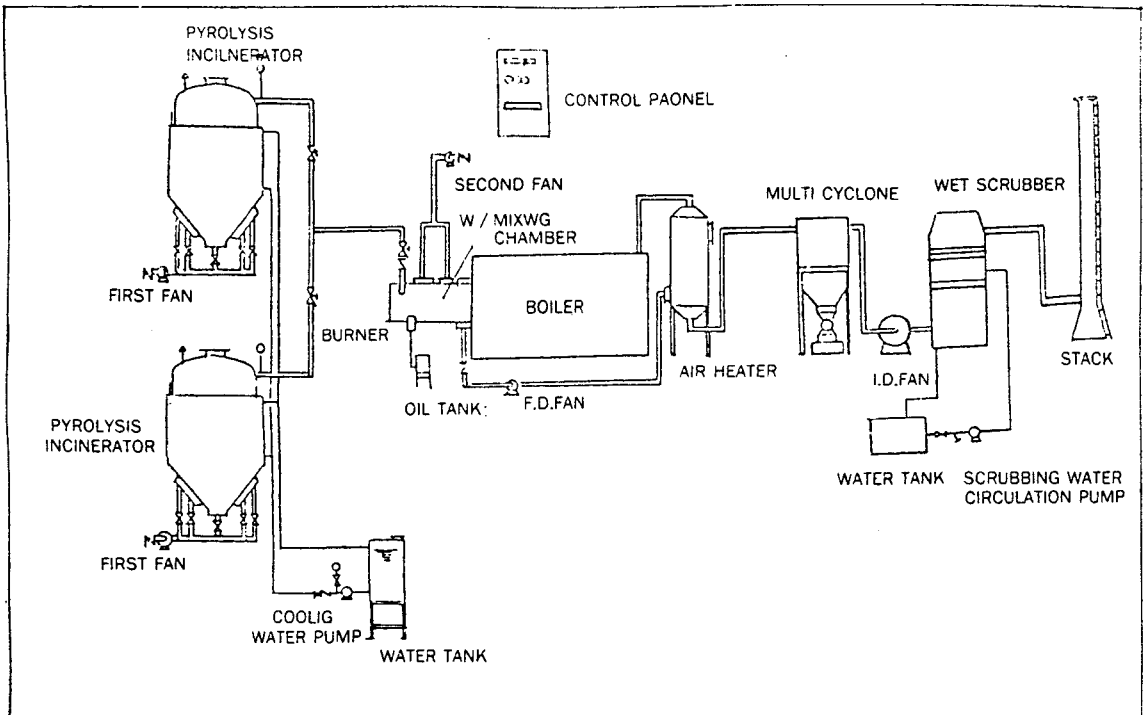 PYROLYSIS
INCILNERATOR
CONTROL PAONEL
SECOND FAN
W / MIXWG
CHAMBER
MULTI CYCLONE
WET SCRUBBER
FIRST FAN
BURNER
BOILER
AIR HEATER
I.D.FAN
STACK
OIL TANK:
F.D.FAN
PYROLYSIS
INCINERATOR
WATER TANK
SCRUBBING WATER
CIRCULATION PUMP
FIRST FAN
COOLIG
WATER PUMP
WATER TANK